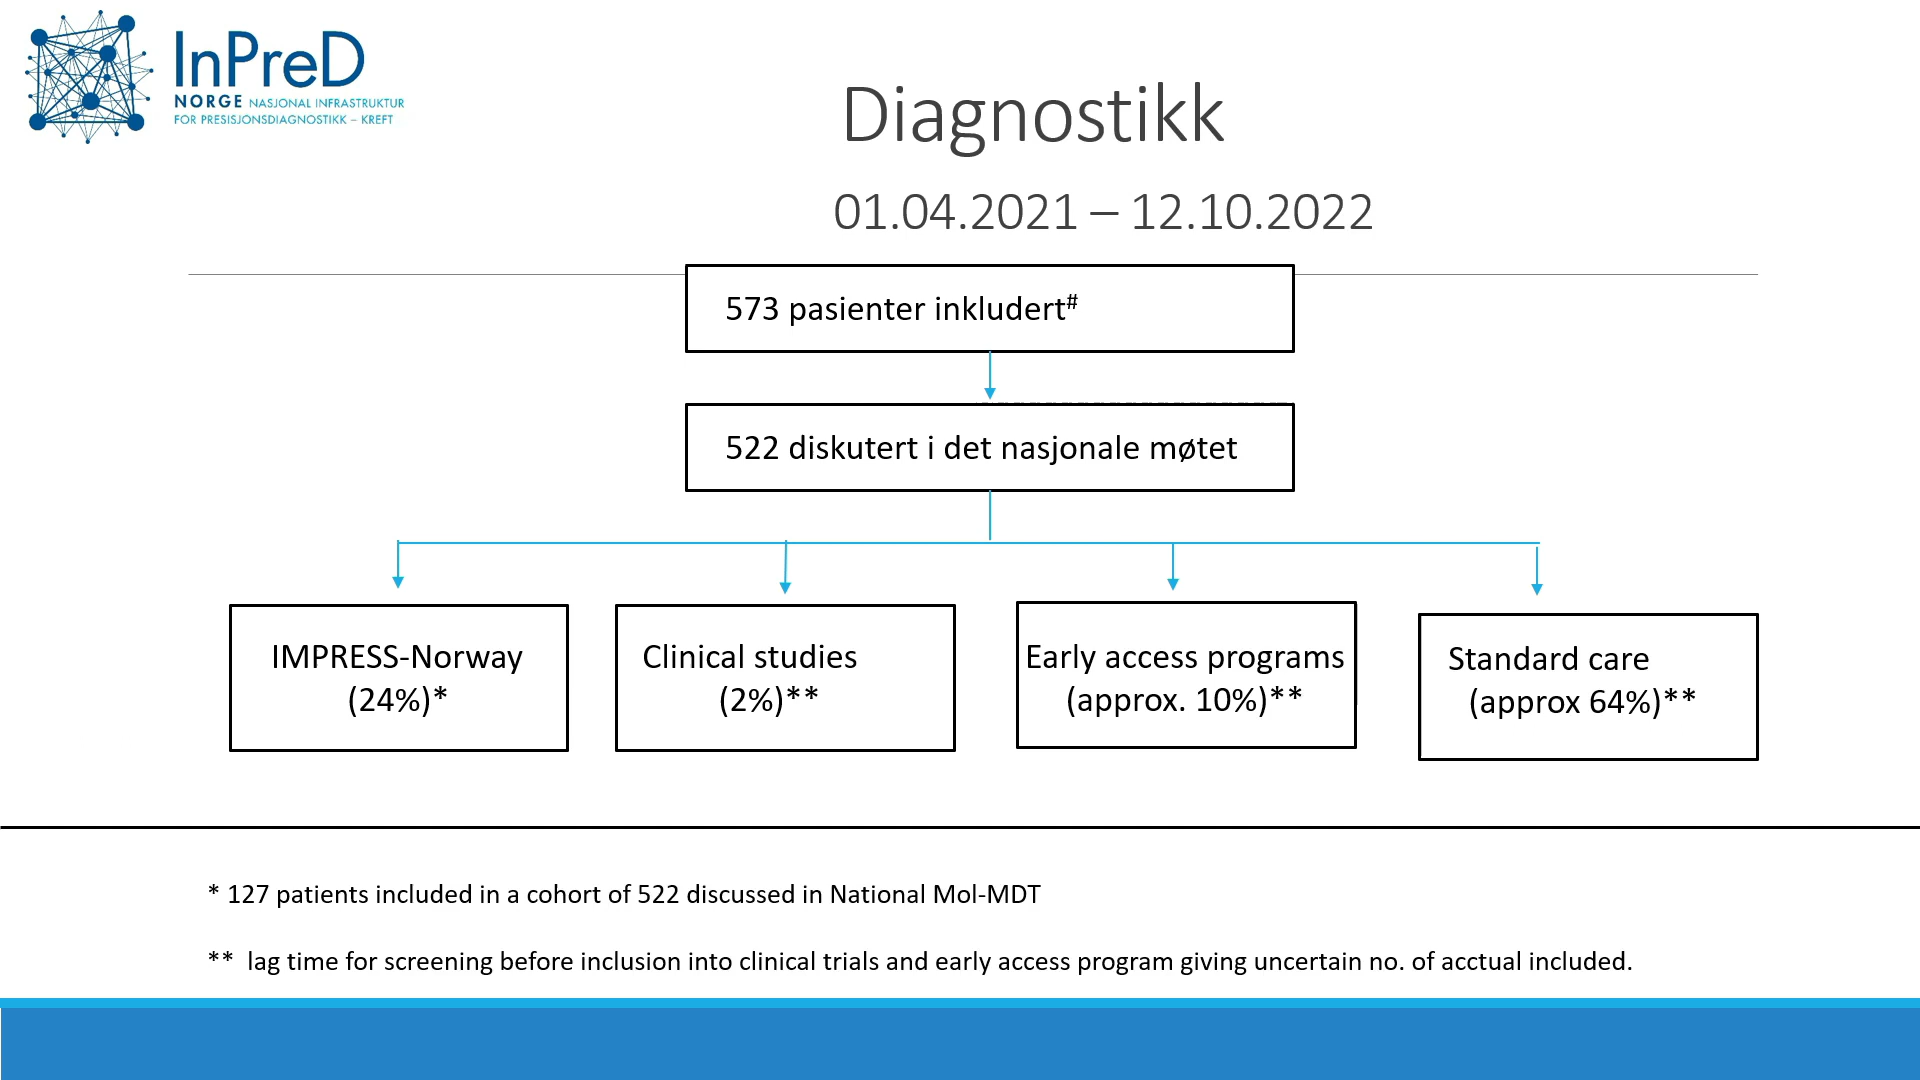 InPreD
NORGE NASJONAL INFRASTRUKTUR
FOR PRESISJONSDIAGNOSTIKK – KREFT
Diagnostikk
01.04.2021 – 12.10.2022
573 pasienter inkludert#
522 diskutert i det nasjonale møtet
IMPRESS-Norway
(24%)*
Clinical studies
(2%)**
Early access programs
(approx. 10%)**
Standard care
(approx 64%)**
* 127 patients included in a cohort of 522 discussed in National Mol-MDT
** lag time for screening before inclusion into clinical trials and early access program giving uncertain no. of acctual included.